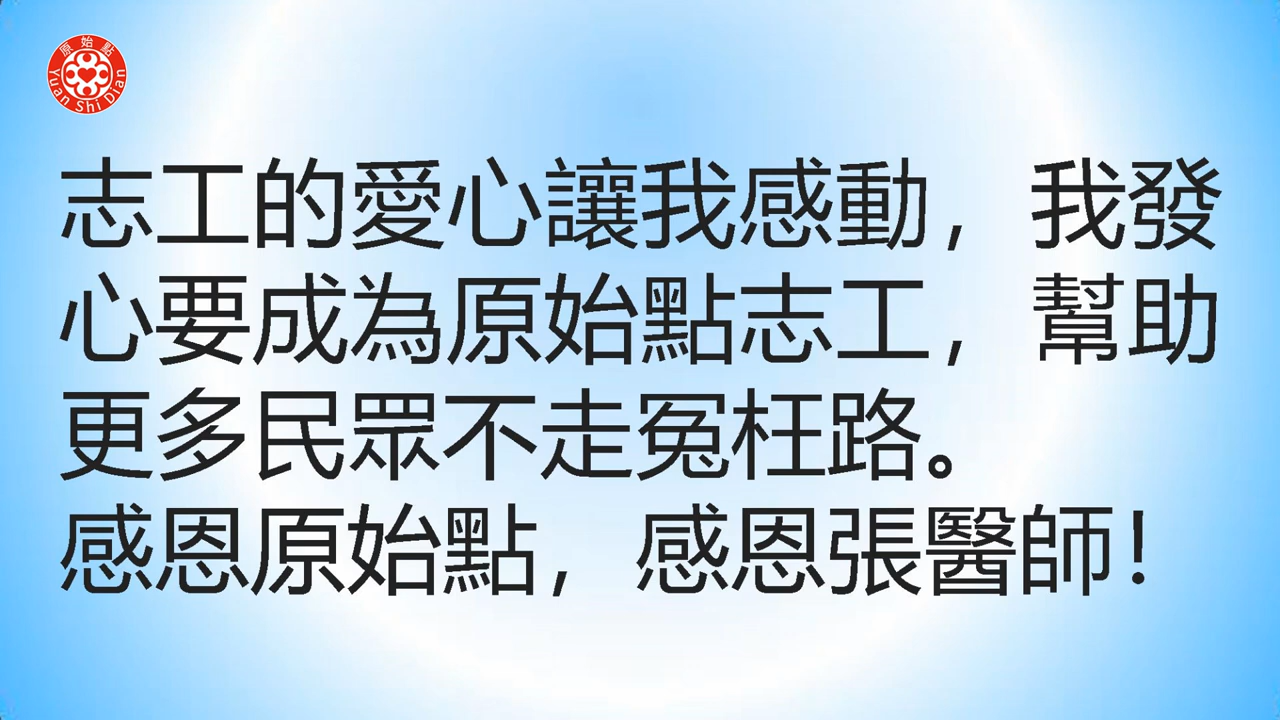 原始點
Yuan Shi Dian
志工的愛心讓我感動，我發
心要成為原始點志工，幫助
更多民眾不走冤枉路。
感恩原始點，感恩張醫師！